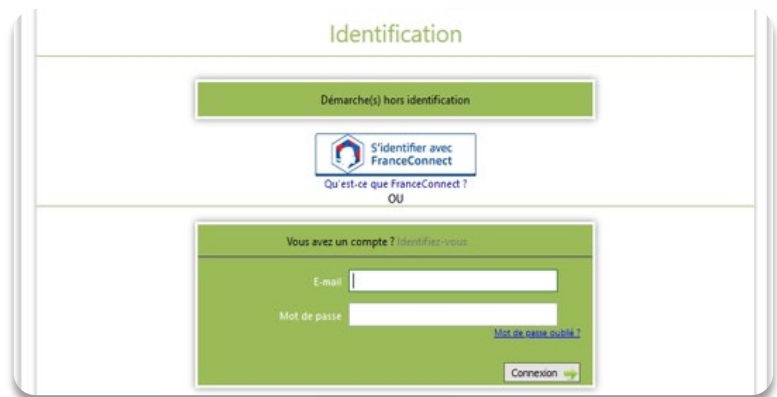 Identification
Démarche(s) hors identification
S'identifier avec
FranceConnect
Qu'est-ce que FranceConnect ?
OU
Vous avez un compte ? Identifiez-vous
E-mail
Mot de passe
Mot de passe oublié ?
Connexion